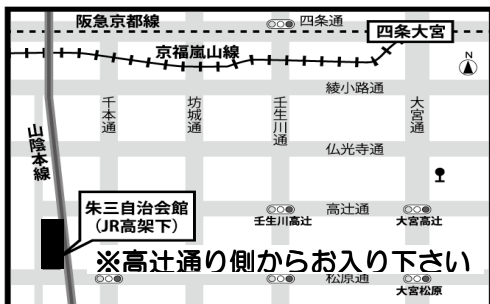 阪急京都線
四条通
四条大宮
京福嵐山線
N
綾小路通
千本通
坊城通
壬生川通
大宮通
山陰本線
仏光寺通
朱三自治会館
(JR高架下)
高辻通
壬生川高辻
大宮高辻
※高辻通り側からお入り下さい
松原通
大宮松原